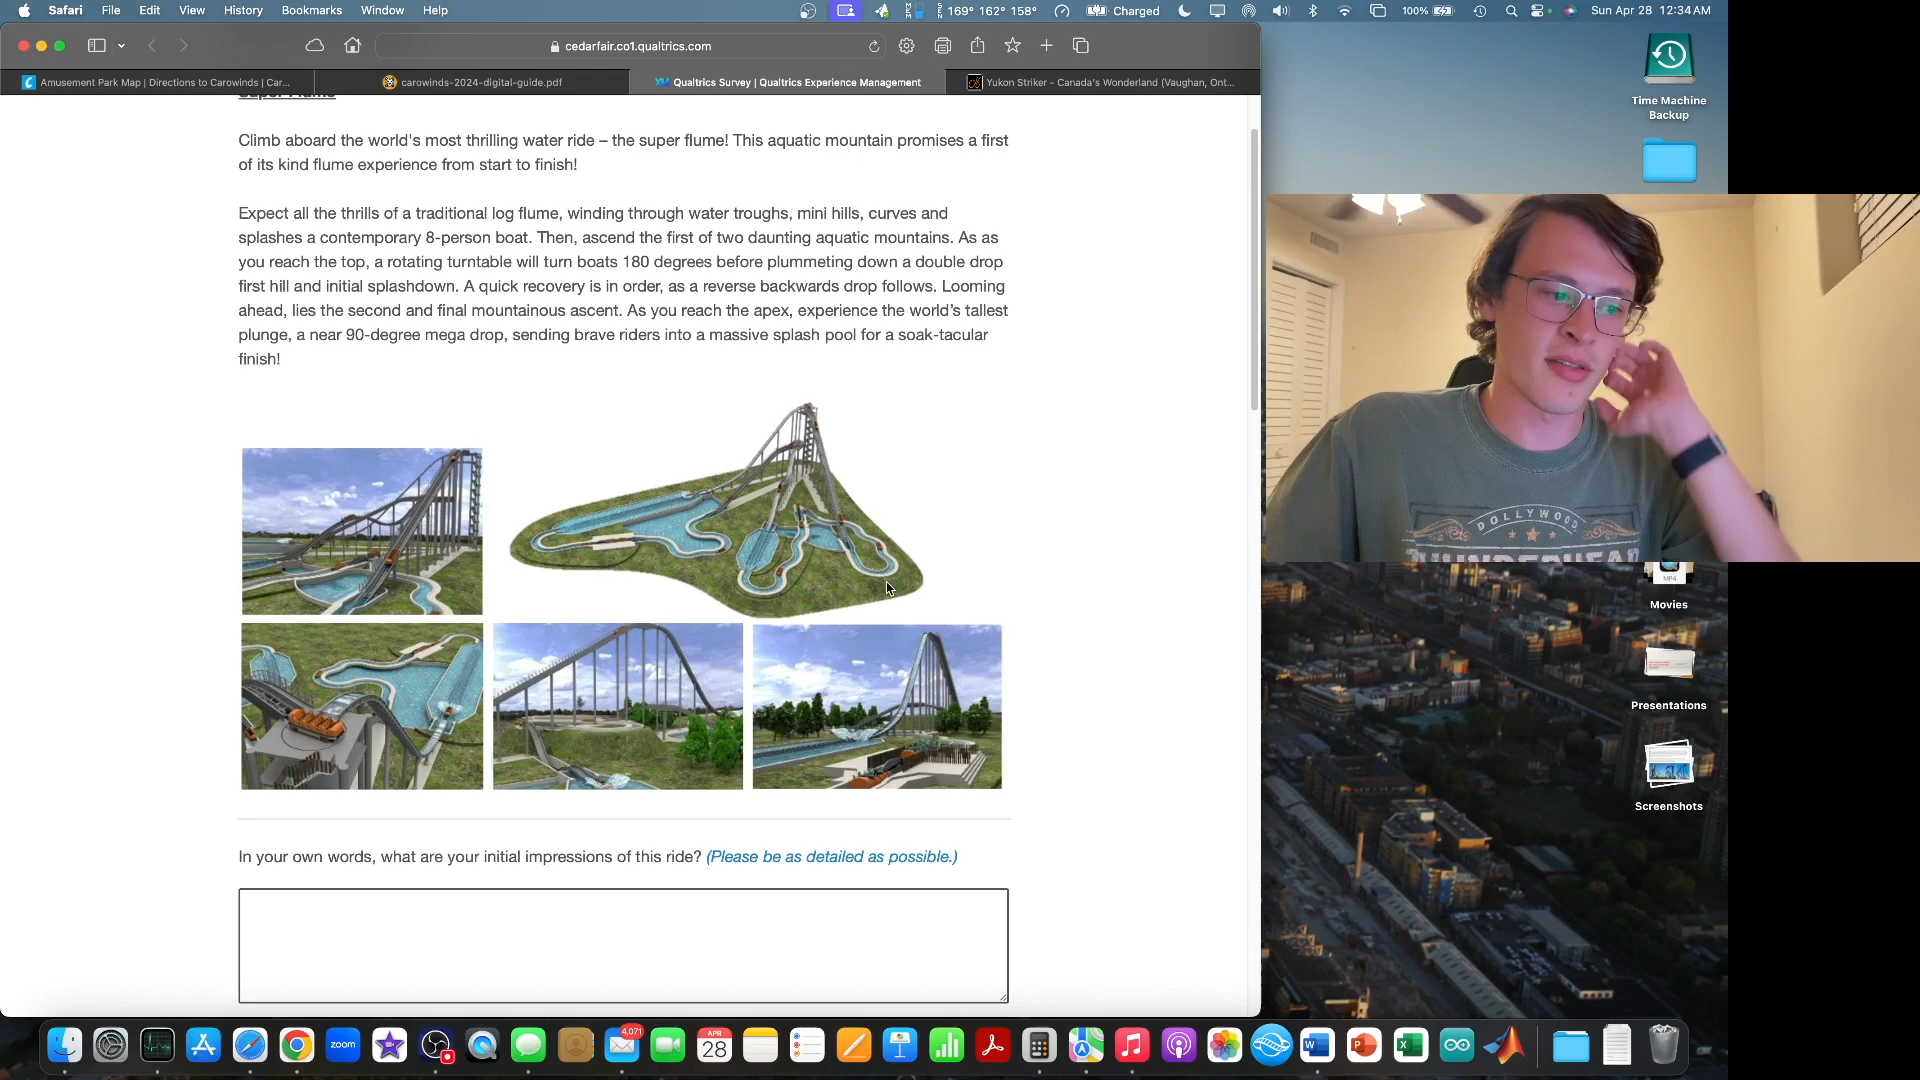 Safari File Edit View History Bookmarks Window Help
169° 162° 158° Charged 100% Sun Apr 28 12:34 AM
cedarfair.co1.qualtrics.com
Amusement Park Map | Directions to Carowinds | Car...
carowinds-2024-digital-guide.pdf
Qualtrics Survey | Qualtrics Experience Management
Yukon Striker - Canada's Wonderland (Vaughan, Ont...
Super Flume
Climb aboard the world's most thrilling water ride – the super flume! This aquatic mountain promises a first
of its kind flume experience from start to finish!
Expect all the thrills of a traditional log flume, winding through water troughs, mini hills, curves and
splashes a contemporary 8-person boat. Then, ascend the first of two daunting aquatic mountains. As as
you reach the top, a rotating turntable will turn boats 180 degrees before plummeting down a double drop
first hill and initial splashdown. A quick recovery is in order, as a reverse backwards drop follows. Looming
ahead, lies the second and final mountainous ascent. As you reach the apex, experience the world's tallest
plunge, a near 90-degree mega drop, sending brave riders into a massive splash pool for a soak-tacular
finish!
In your own words, what are your initial impressions of this ride? (Please be as detailed as possible.)
Time Machine
Backup
DOLLYWOOD
THUNDERHEAD
MP4
Movies
Presentations
Screenshots
zoom
4,071
APR
28